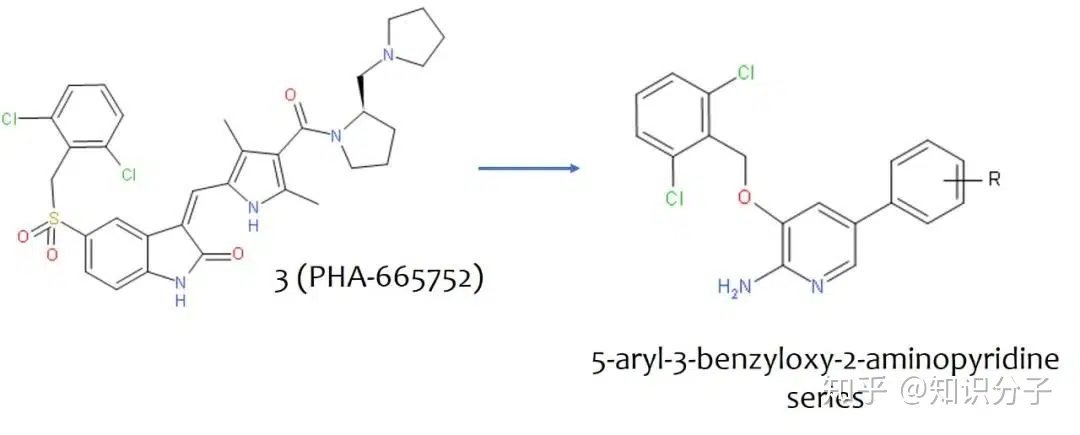 Cl
Cl
O
N
N
N
H
S
O
O
O
N
H
3 (PHA-665752)
Cl
Cl
O
R
H₂N
N
5-aryl-3-benzyloxy-2-aminopyridine
series
知乎 @知识分子